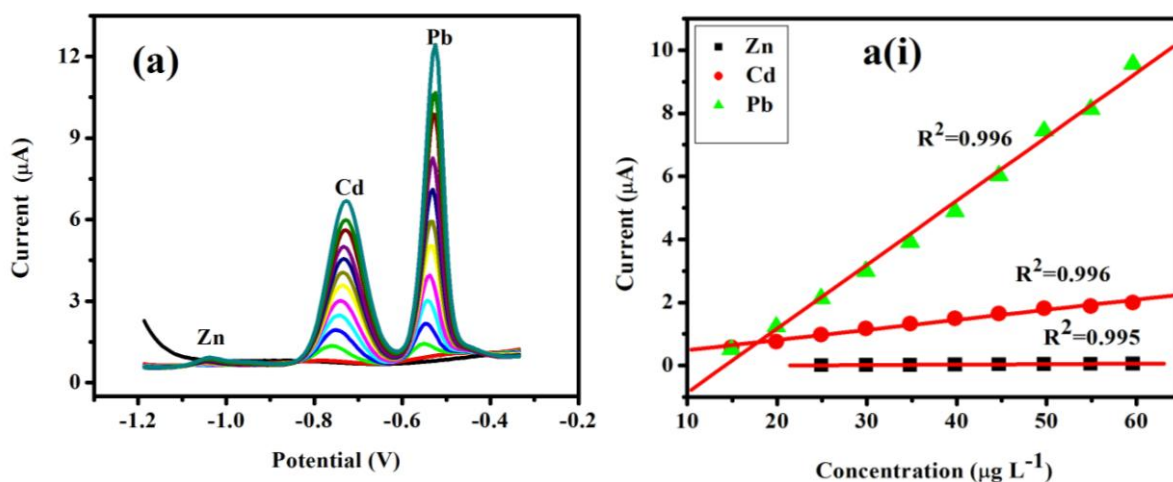 (a)
Zn
Cd
Pb
12
9
6
3
0
Current (μA)
-1.2
-1.0
-0.8
-0.6
-0.4
-0.2
Potential (V)
a(i)
Zn
Cd
Pb
R²=0.996
R²=0.996
R²=0.995
10
8
6
4
2
0
Current (μA)
10
20
30
40
50
60
Concentration (μg L⁻¹)